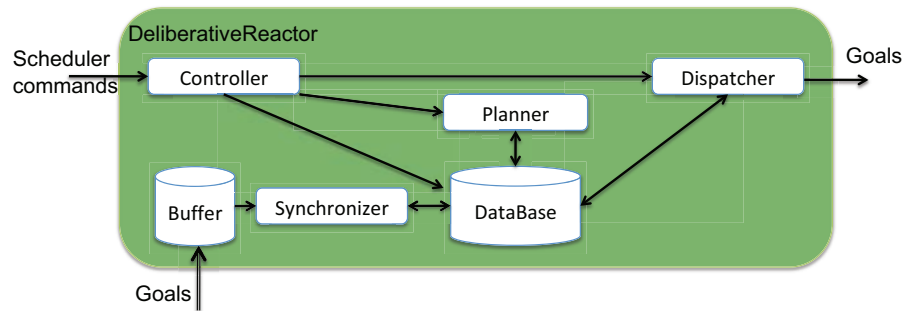 DeliberativeReactor
Scheduler
commands
Controller
Dispatcher
Goals
Planner
Buffer
Synchronizer
DataBase
Goals